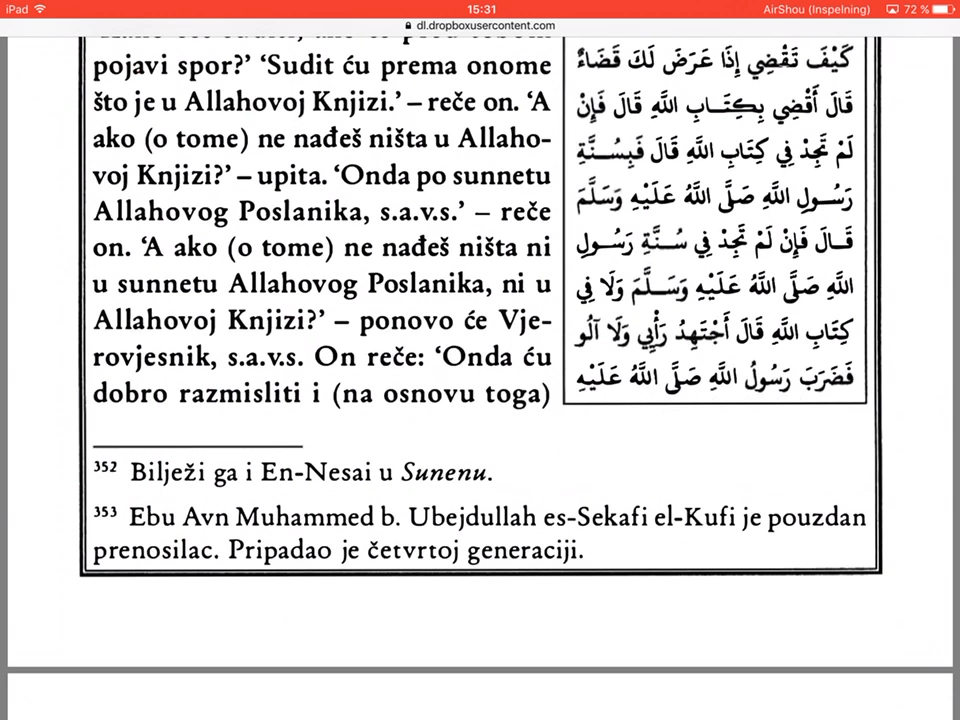 iPad 15:31 AirShou (Inspelning) 72 %
dl.dropboxusercontent.com
pojavi spor?’ ‘Sudit ću prema onome
što je u Allahovoj Knjizi.’ – reče on. ‘A
ako (o tome) ne nađeš ništa u Allaho-
voj Knjizi?’ – upita. ‘Onda po sunnetu
Allahovog Poslanika, s.a.v.s.’ – reče
on. ‘A ako (o tome) ne nađeš ništa ni
u sunnetu Allahovog Poslanika, ni u
Allahovoj Knjizi?’ – ponovo će Vje-
rovjesnik, s.a.v.s. On reče: ‘Onda ću
dobro razmisliti i (na osnovu toga)
كَيْفَ تَقْضِي إِذَا عَرَضَ لَكَ قَضَاءٌ
قَالَ أَقْضِي بِكِتَابِ اللَّهِ قَالَ فَإِنْ
لَمْ تَجِدْ فِي كِتَابِ اللَّهِ قَالَ فَبِسُنَّةِ
رَسُولِ اللَّهِ صَلَّى اللَّهُ عَلَيْهِ وَسَلَّمَ
قَالَ فَإِنْ لَمْ تَجِدْ فِي سُنَّةِ رَسُولِ
اللَّهِ صَلَّى اللَّهُ عَلَيْهِ وَسَلَّمَ وَلَا فِي
كِتَابِ اللَّهِ قَالَ أَجْتَهِدُ رَأْيِي وَلَا آلُو
فَضَرَبَ رَسُولُ اللَّهِ صَلَّى اللَّهُ عَلَيْهِ
352 Bilježi ga i En-Nesai u Sunenu.
353 Ebu Avn Muhammed b. Ubejdullah es-Sekafi el-Kufi je pouzdan
prenosilac. Pripadao je četvrtoj generaciji.